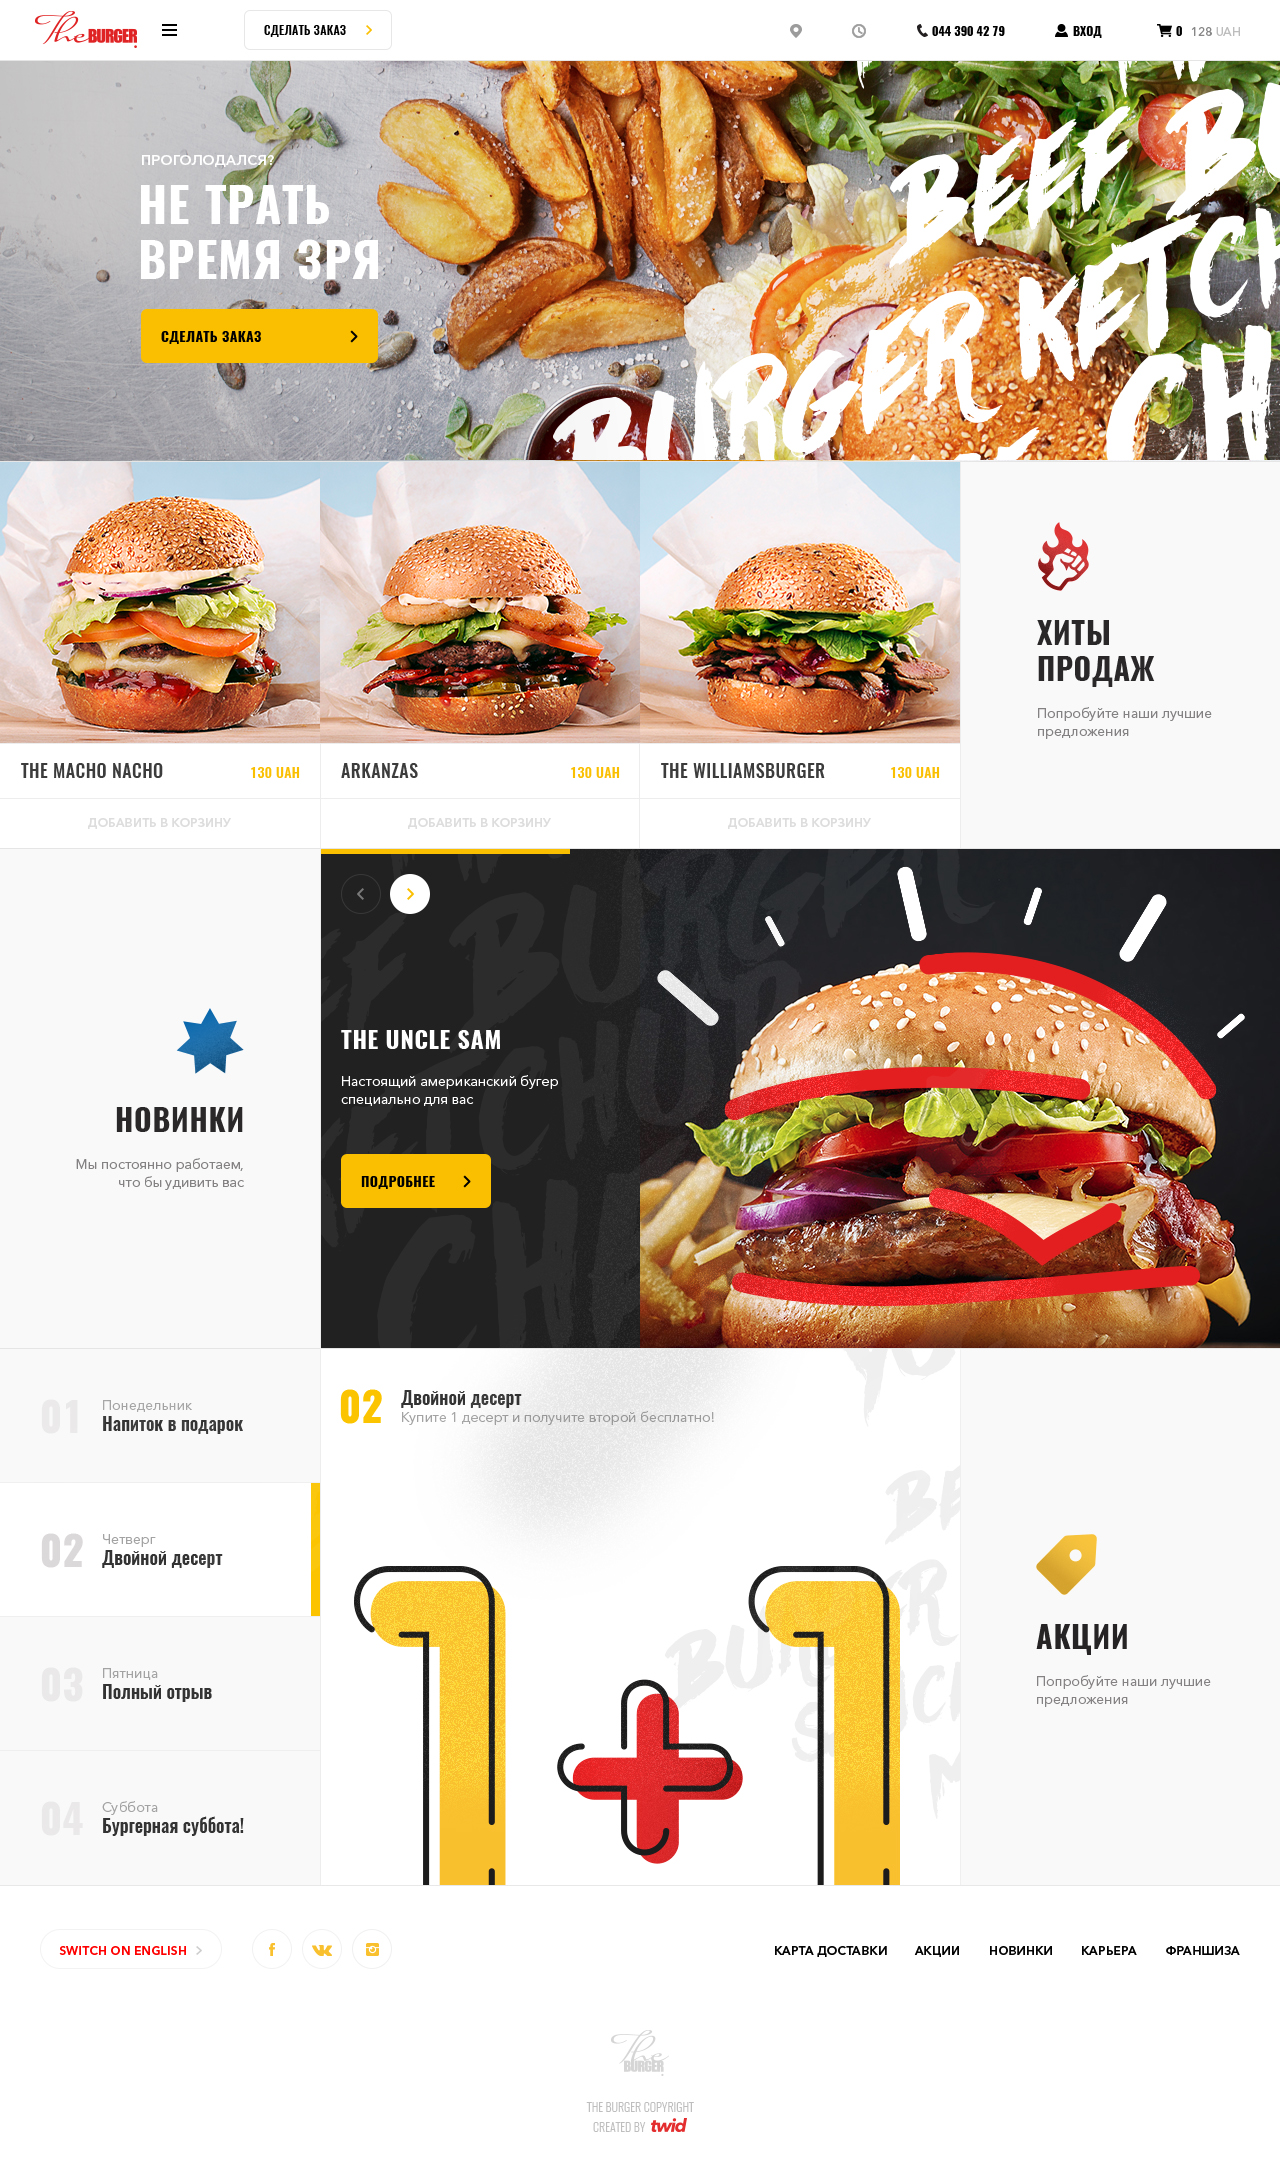 The BURGER
СДЕЛАТЬ ЗАКАЗ
044 390 42 79
ВХОД
0 128 UAH
ПРОГОЛОДАЛСЯ?
НЕ ТРАТЬ
ВРЕМЯ ЗРЯ
СДЕЛАТЬ ЗАКАЗ
BEEF BU
BURGER KETCH
CH
THE MACHO NACHO
130 UAH
ДОБАВИТЬ В КОРЗИНУ
ARKANZAS
130 UAH
ДОБАВИТЬ В КОРЗИНУ
THE WILLIAMSBURGER
130 UAH
ДОБАВИТЬ В КОРЗИНУ
ХИТЫ
ПРОДАЖ
Попробуйте наши лучшие
предложения
НОВИНКИ
Мы постоянно работаем,
что бы удивить вас
THE UNCLE SAM
Настоящий американский бугер
специально для вас
ПОДРОБНЕЕ
01
Понедельник
Напиток в подарок
02
Четверг
Двойной десерт
03
Пятница
Полный отрыв
04
Суббота
Бургерная суббота!
02
Двойной десерт
Купите 1 десерт и получите второй бесплатно!
1+1
АКЦИИ
Попробуйте наши лучшие
предложения
SWITCH ON ENGLISH
КАРТА ДОСТАВКИ
АКЦИИ
НОВИНКИ
КАРЬЕРА
ФРАНШИЗА
The
BURGER
THE BURGER COPYRIGHT
CREATED BY twid